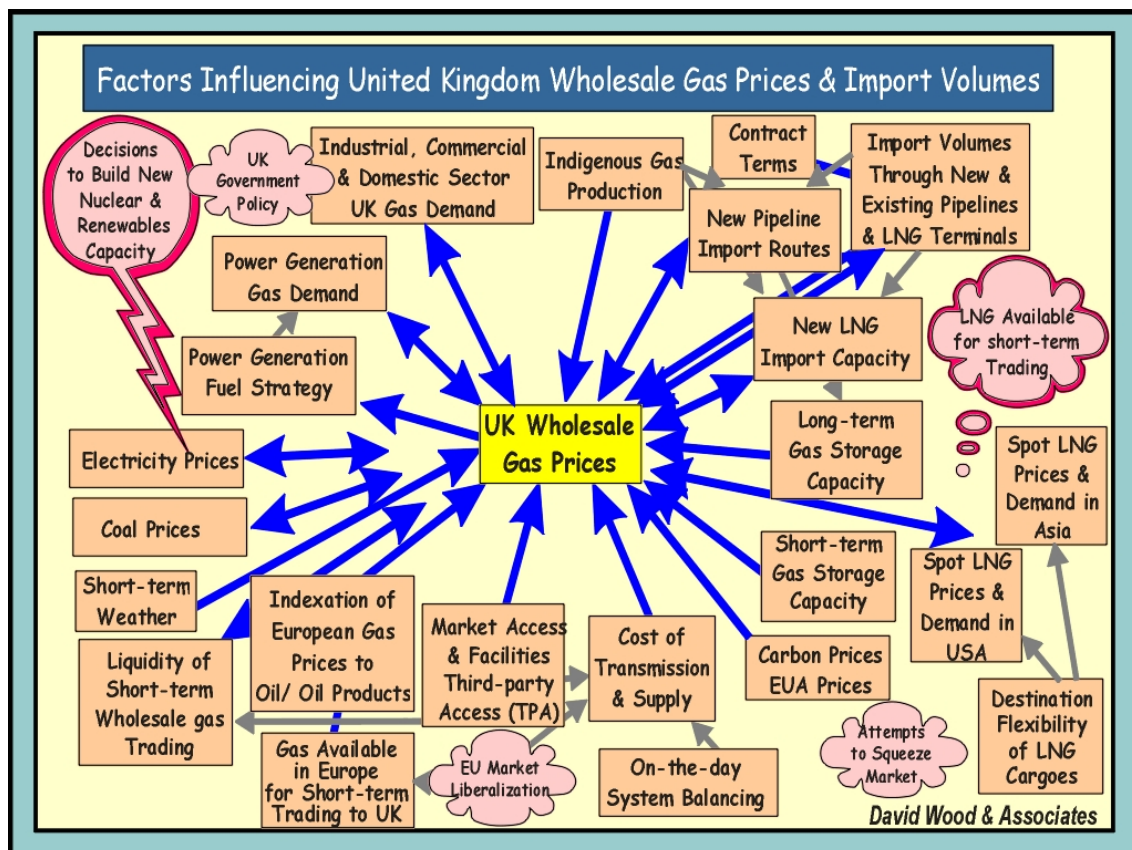 Factors Influencing United Kingdom Wholesale Gas Prices & Import Volumes
Decisions
to Build New
Nuclear &
Renewables
Capacity
UK
Government
Policy
Industrial, Commercial
& Domestic Sector
UK Gas Demand
Indigenous Gas
Production
Contract
Terms
Import Volumes
Through New &
Existing Pipelines
& LNG Terminals
New Pipeline
Import Routes
Power Generation
Gas Demand
New LNG
Import Capacity
LNG Available
for short-term
Trading
Power Generation
Fuel Strategy
UK Wholesale
Gas Prices
Long-term
Gas Storage
Capacity
Electricity Prices
Spot LNG
Prices &
Demand in
Asia
Coal Prices
Short-term
Gas Storage
Capacity
Spot LNG
Prices &
Demand in
USA
Short-term
Weather
Indexation of
European Gas
Prices to
Oil/ Oil Products
Market Access
& Facilities
Third-party
Access (TPA)
Cost of
Transmission
& Supply
Carbon Prices
EUA Prices
Liquidity of
Short-term
Wholesale gas
Trading
Destination
Flexibility
of LNG
Cargoes
Gas Available
in Europe
for Short-term
Trading to UK
EU Market
Liberalization
On-the-day
System Balancing
Attempts
to Squeeze
Market
David Wood & Associates